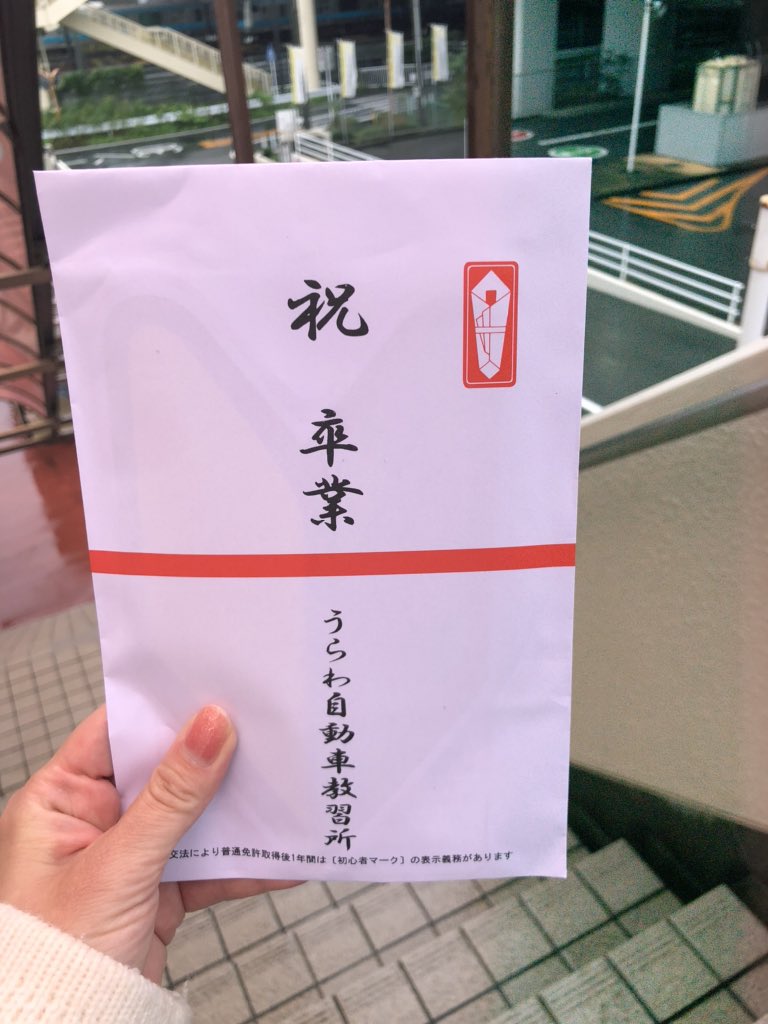 祝 卒業
うらわ自動車教習所
交法により普通免許取得後1年間は〔初心者マーク〕の表示義務があります